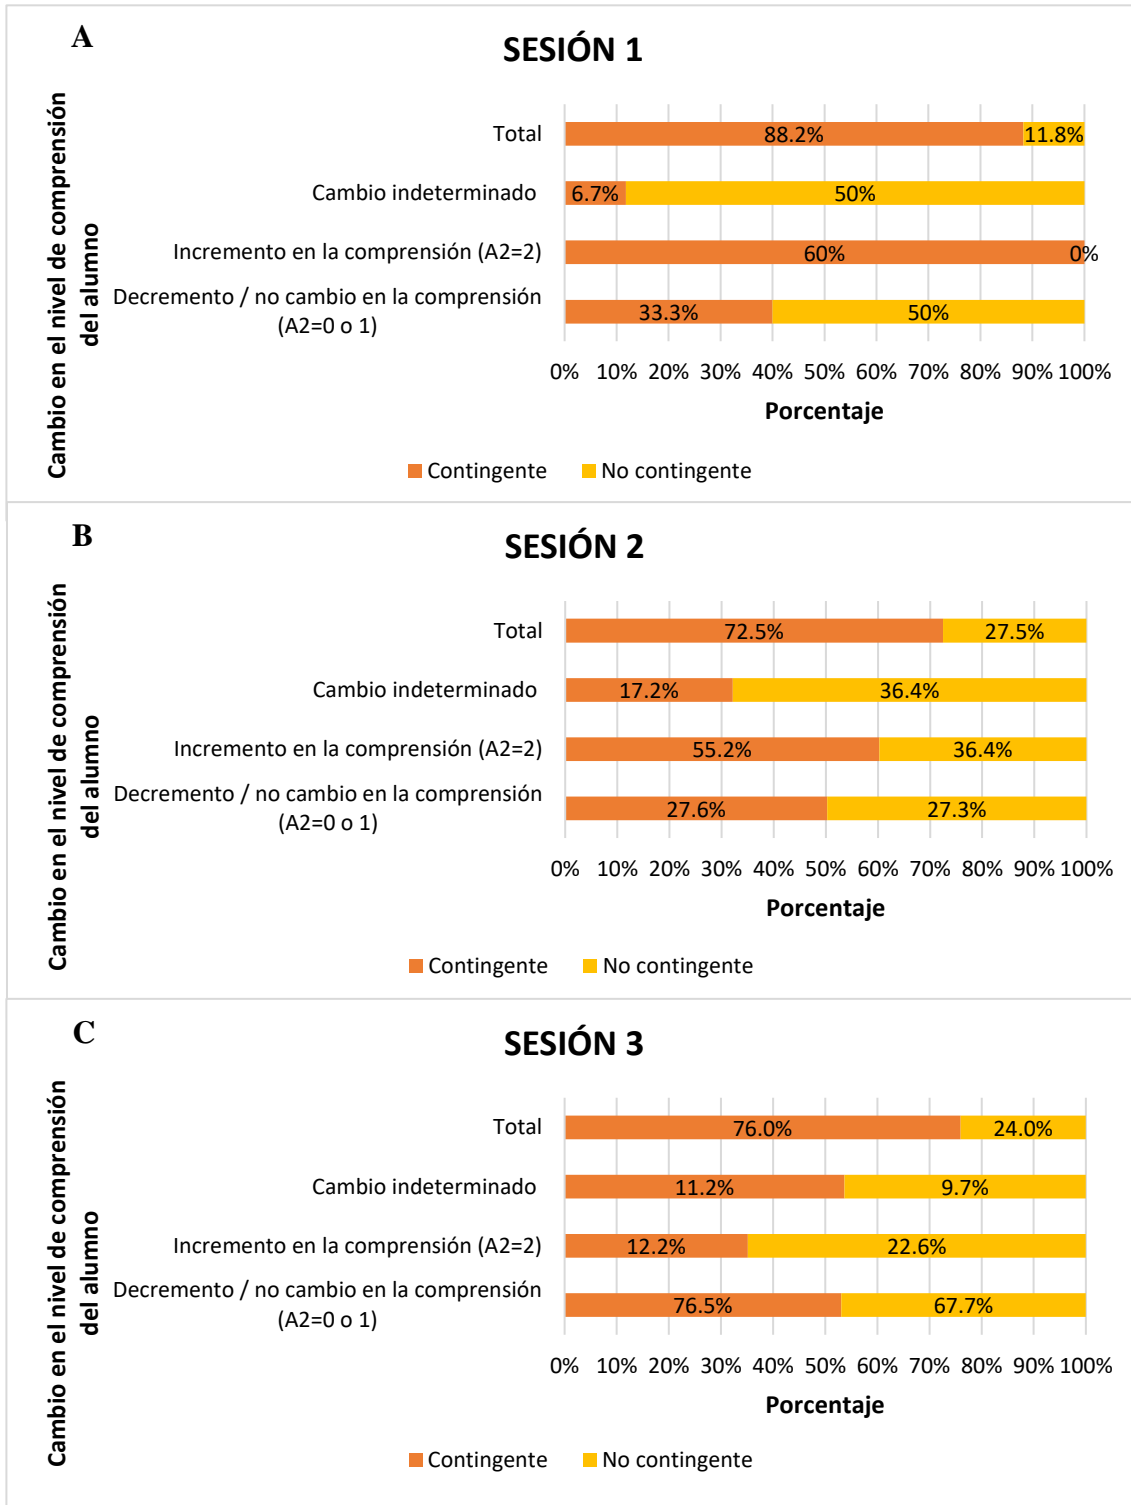 A
SESIÓN 1
Cambio en el nivel de comprensión
del alumno
Total
88.2%
11.8%
Cambio indeterminado
6.7%
50%
Incremento en la comprensión (A2=2)
60%
0%
Decremento / no cambio en la comprensión
(A2=0 o 1)
33.3%
50%
0% 10% 20% 30% 40% 50% 60% 70% 80% 90% 100%
Porcentaje
Contingente No contingente
B
SESIÓN 2
Cambio en el nivel de comprensión
del alumno
Total
72.5%
27.5%
Cambio indeterminado
17.2%
36.4%
Incremento en la comprensión (A2=2)
55.2%
36.4%
Decremento / no cambio en la comprensión
(A2=0 o 1)
27.6%
27.3%
0% 10% 20% 30% 40% 50% 60% 70% 80% 90% 100%
Porcentaje
Contingente No contingente
C
SESIÓN 3
Cambio en el nivel de comprensión
del alumno
Total
76.0%
24.0%
Cambio indeterminado
11.2%
9.7%
Incremento en la comprensión (A2=2)
12.2%
22.6%
Decremento / no cambio en la comprensión
(A2=0 o 1)
76.5%
67.7%
0% 10% 20% 30% 40% 50% 60% 70% 80% 90% 100%
Porcentaje
Contingente No contingente